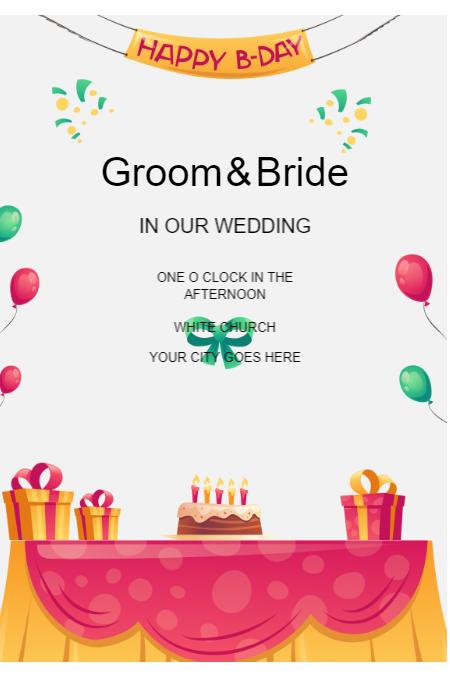 HAPPY B-DAY
Groom&Bride
IN OUR WEDDING
ONE O CLOCK IN THE
AFTERNOON
WHITE CHURCH
YOUR CITY GOES HERE